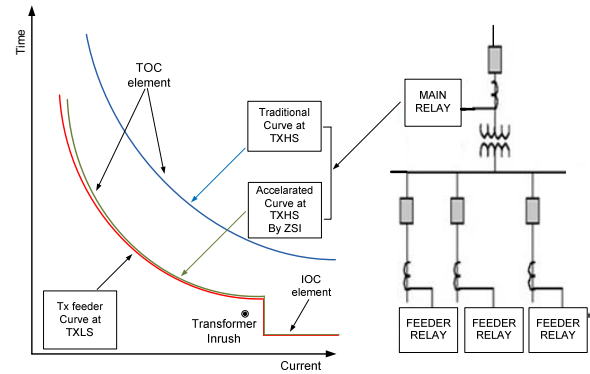 Time
TOC
element
Traditional
Curve at
TXHS
Accelarated
Curve at
TXHS
By ZSI
IOC
element
Tx feeder
Curve at
TXLS
Transformer
Inrush
Current
MAIN
RELAY
FEEDER
RELAY
FEEDER
RELAY
FEEDER
RELAY